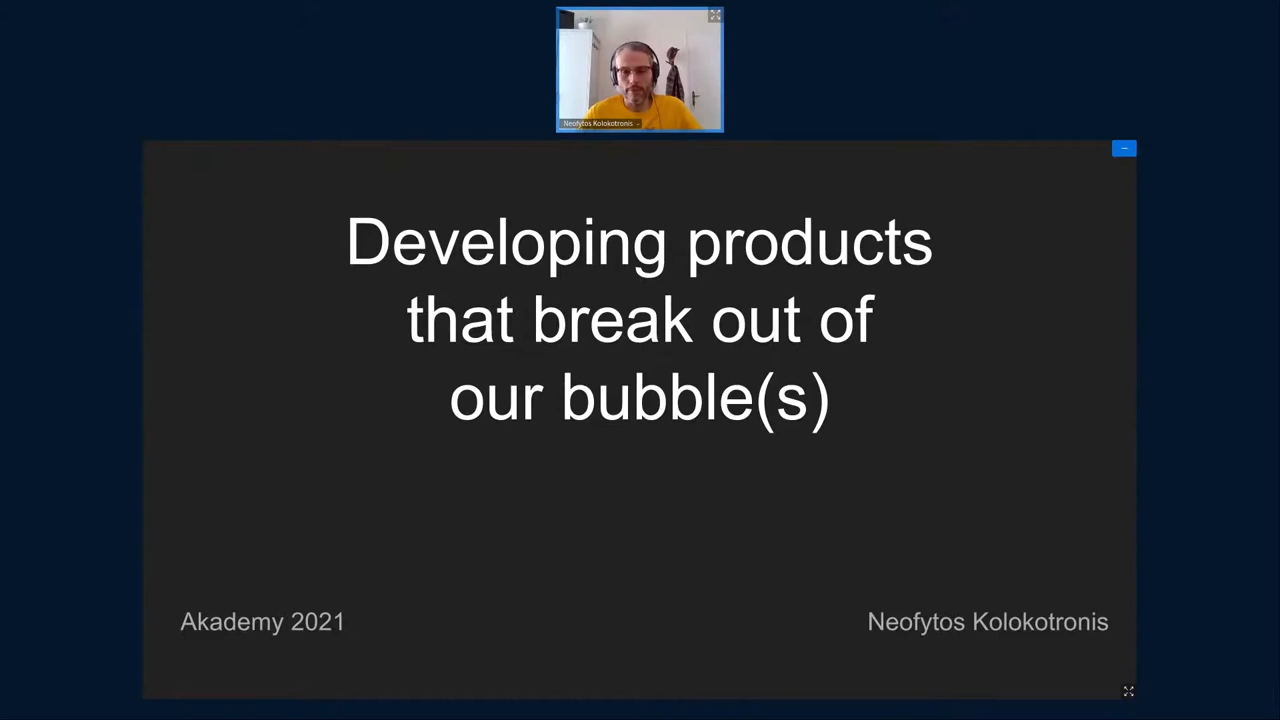 Neofytos Kolokotronis
Developing products
that break out of
our bubble(s)
Akademy 2021
Neofytos Kolokotronis